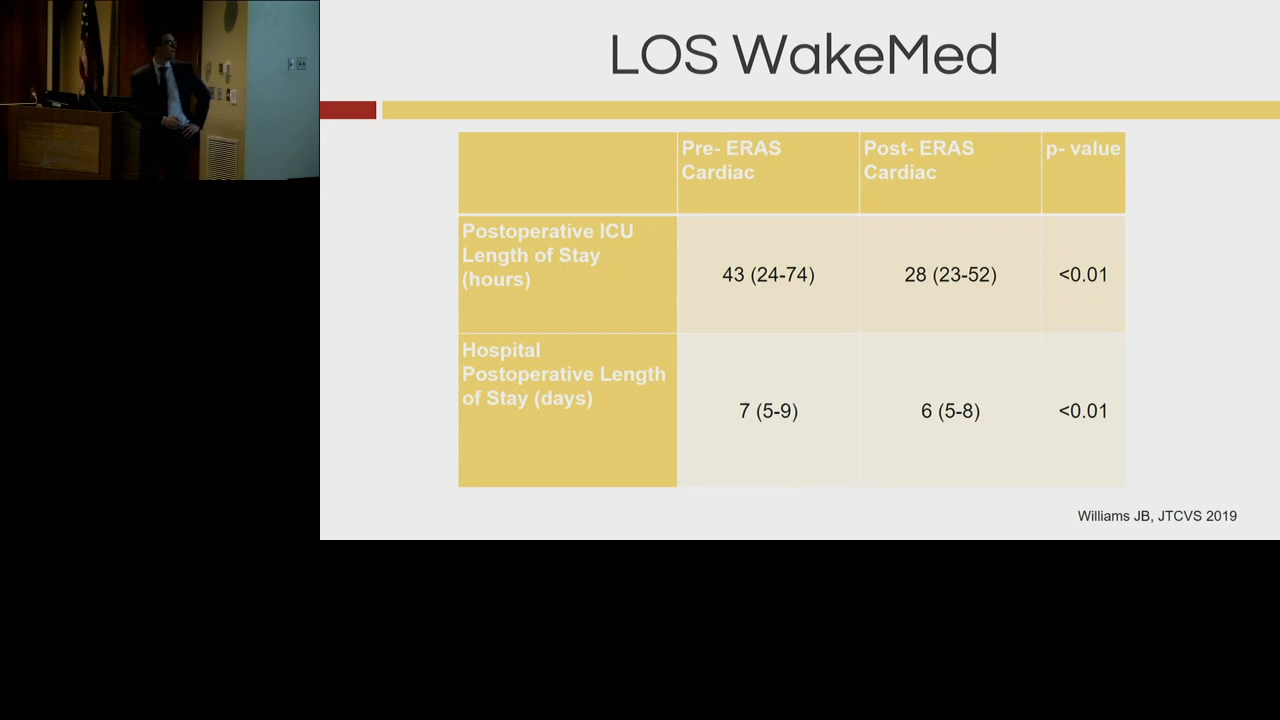 LOS WakeMed
Pre- ERAS
Cardiac
Post- ERAS
Cardiac
p- value
Postoperative ICU
Length of Stay
(hours)
43 (24-74)
28 (23-52)
<0.01
Hospital
Postoperative Length
of Stay (days)
7 (5-9)
6 (5-8)
<0.01
Williams JB, JTCVS 2019